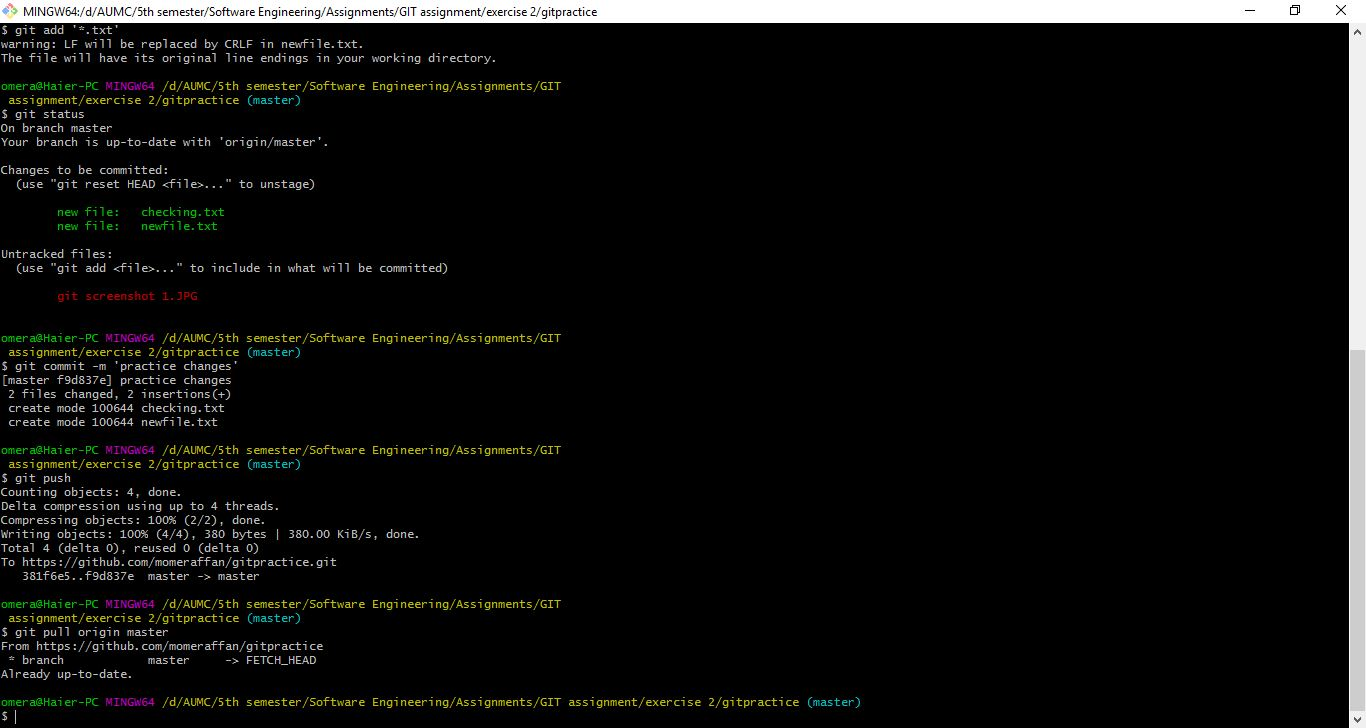 MINGW64:/d/AUMC/5th semester/Software Engineering/Assignments/GIT assignment/exercise 2/gitpractice
$ git add '*.txt'
warning: LF will be replaced by CRLF in newfile.txt.
The file will have its original line endings in your working directory.

omera@Haier-PC MINGW64 /d/AUMC/5th semester/Software Engineering/Assignments/GIT
 assignment/exercise 2/gitpractice (master)
$ git status
On branch master
Your branch is up-to-date with 'origin/master'.

Changes to be committed:
  (use "git reset HEAD <file>..." to unstage)

        new file:   checking.txt
        new file:   newfile.txt

Untracked files:
  (use "git add <file>..." to include in what will be committed)

        git screenshot 1.JPG


omera@Haier-PC MINGW64 /d/AUMC/5th semester/Software Engineering/Assignments/GIT
 assignment/exercise 2/gitpractice (master)
$ git commit -m 'practice changes'
[master f9d837e] practice changes
 2 files changed, 2 insertions(+)
 create mode 100644 checking.txt
 create mode 100644 newfile.txt

omera@Haier-PC MINGW64 /d/AUMC/5th semester/Software Engineering/Assignments/GIT
 assignment/exercise 2/gitpractice (master)
$ git push
Counting objects: 4, done.
Delta compression using up to 4 threads.
Compressing objects: 100% (2/2), done.
Writing objects: 100% (4/4), 380 bytes | 380.00 KiB/s, done.
Total 4 (delta 0), reused 0 (delta 0)
To https://github.com/momeraffan/gitpractice.git
   381f6e5..f9d837e  master -> master

omera@Haier-PC MINGW64 /d/AUMC/5th semester/Software Engineering/Assignments/GIT
 assignment/exercise 2/gitpractice (master)
$ git pull origin master
From https://github.com/momeraffan/gitpractice
 * branch            master     -> FETCH_HEAD
Already up-to-date.

omera@Haier-PC MINGW64 /d/AUMC/5th semester/Software Engineering/Assignments/GIT assignment/exercise 2/gitpractice (master)
$